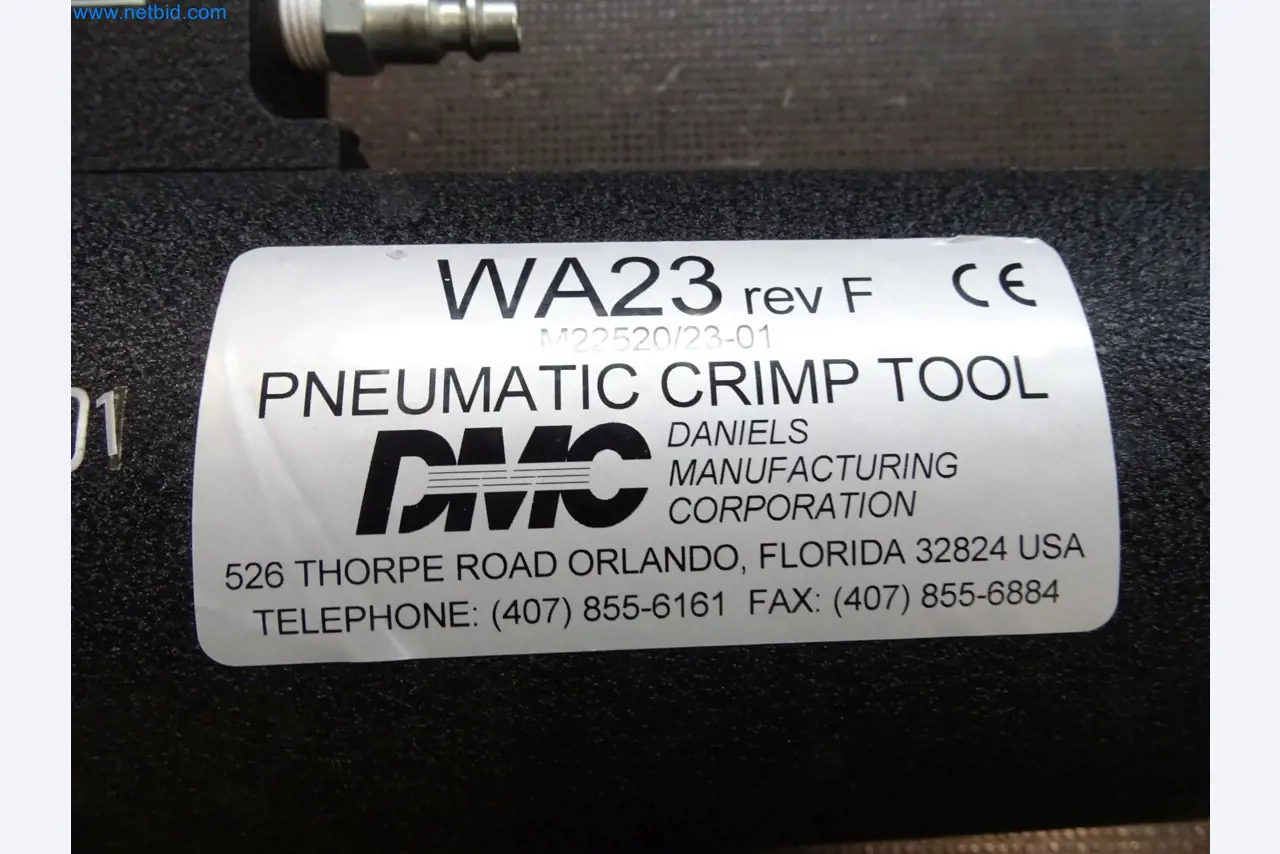 www.netbid.com
WA23 rev F CE
M22520/23-01
PNEUMATIC CRIMP TOOL
DMC
DANIELS
MANUFACTURING
CORPORATION
526 THORPE ROAD ORLANDO, FLORIDA 32824 USA
TELEPHONE: (407) 855-6161 FAX: (407) 855-6884
01